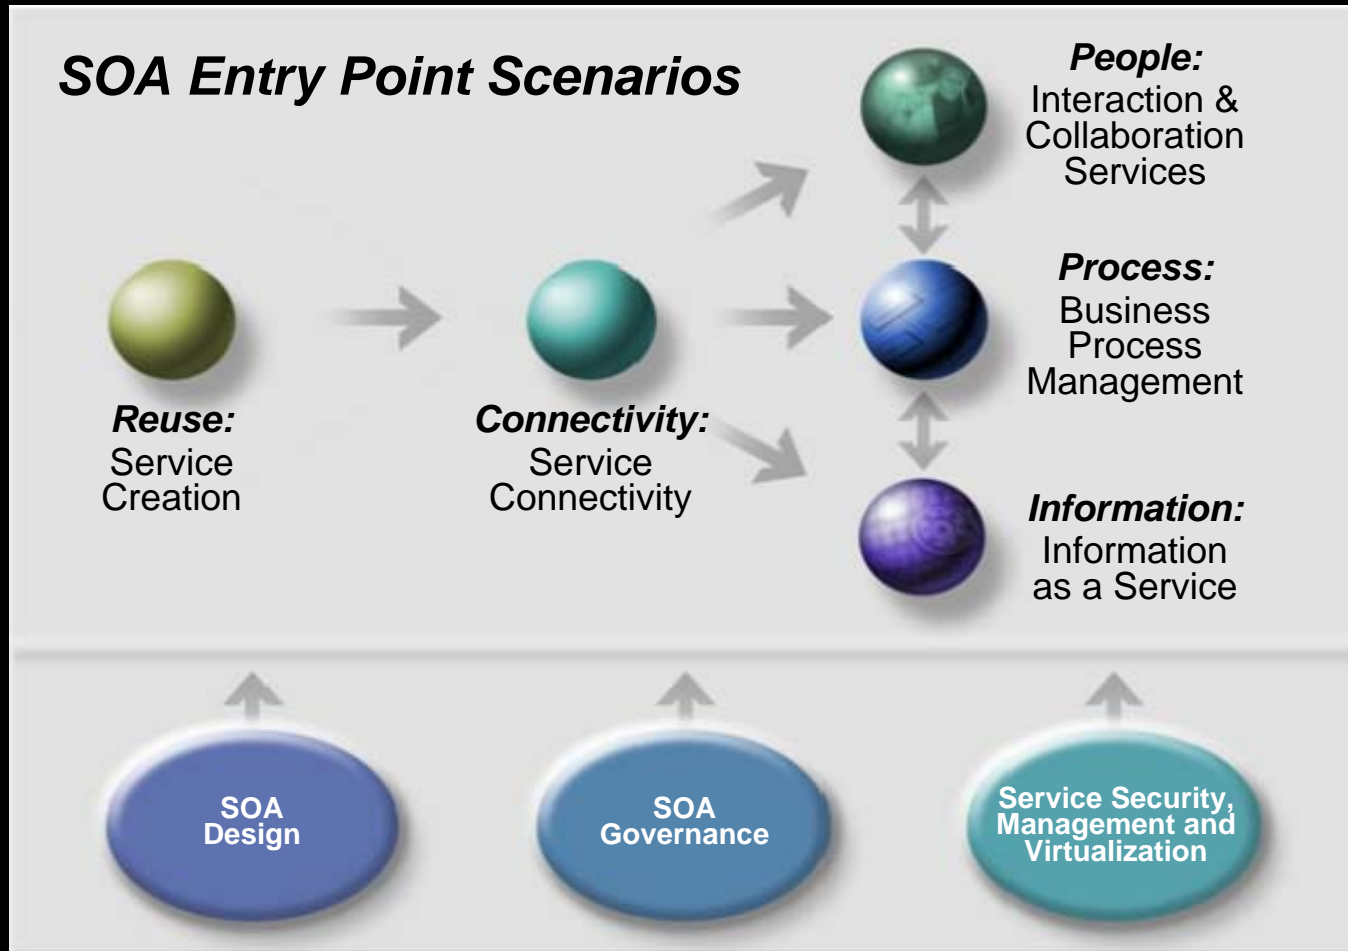 SOA Entry Point Scenarios
People:
Interaction &
Collaboration
Services
Process:
Business
Process
Management
Reuse:
Service
Creation
Connectivity:
Service
Connectivity
Information:
Information
as a Service
SOA
Design
SOA
Governance
Service Security,
Management and
Virtualization